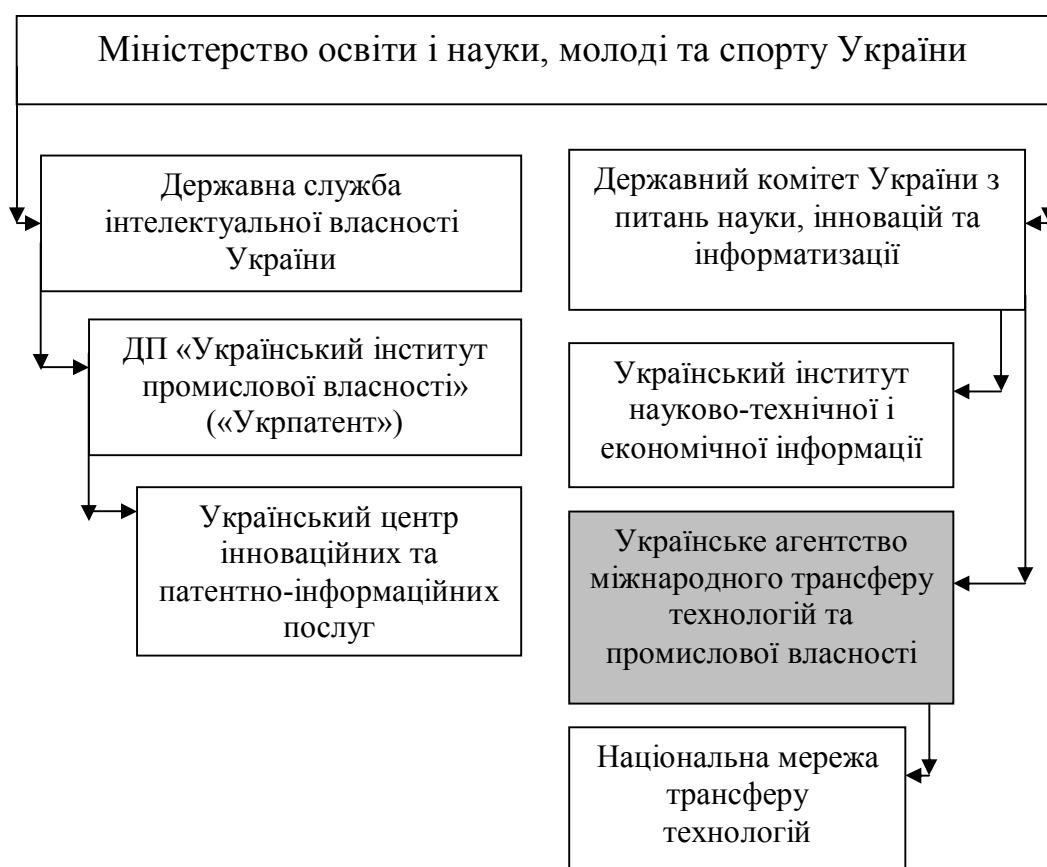 Міністерство освіти і науки, молоді та спорту України
Державна служба
інтелектуальної власності
України
ДП «Український інститут
промислової власності»
(«Укрпатент»)
Український центр
інноваційних та
патентно-інформаційних
послуг
Державний комітет України з
питань науки, інновацій та
інформатизації
Український інститут
науково-технічної і
економічної інформації
Українське агентство
міжнародного трансферу
технологій та
промислової власності
Національна мережа
трансферу
технологій